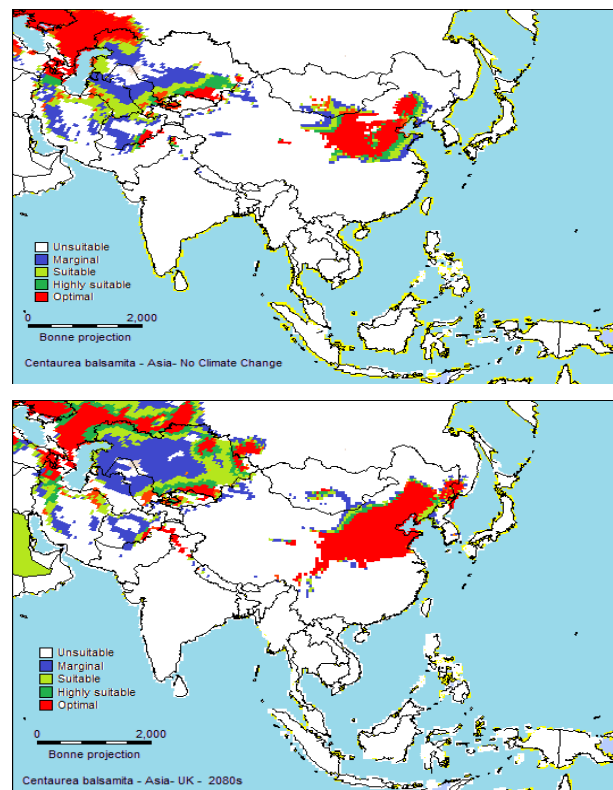 Unsuitable
Marginal
Suitable
Highly suitable
Optimal
0 2,000
Bonne projection
Centaurea balsamita - Asia- No Climate Change
Unsuitable
Marginal
Suitable
Highly suitable
Optimal
0 2,000
Bonne projection
Centaurea balsamita - Asia- UK - 2080s